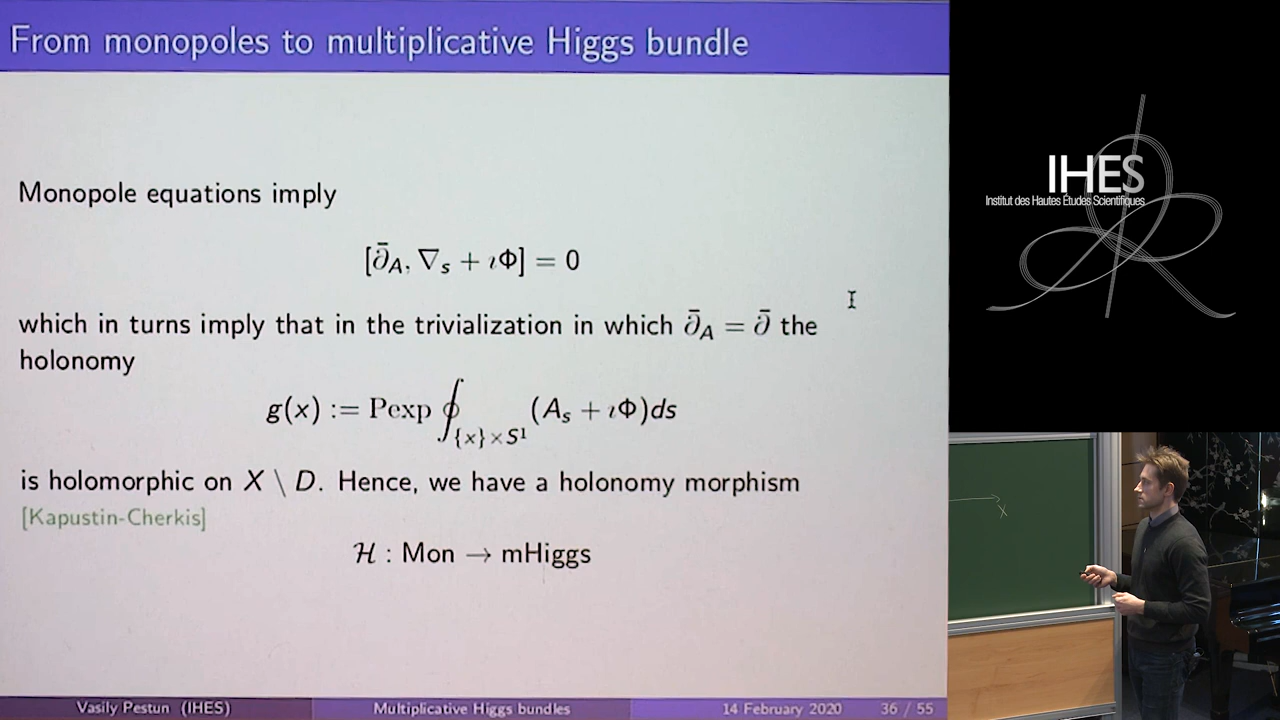 From monopoles to multiplicative Higgs bundle
Monopole equations imply
[∂̄_A, ∇_s + ıΦ] = 0
which in turns imply that in the trivialization in which ∂̄_A = ∂̄ the
holonomy
g(x) := Pexp ∮_{{x}×S¹} (A_s + ıΦ)ds
is holomorphic on X \ D. Hence, we have a holonomy morphism
[Kapustin-Cherkis]
ℋ : Mon → mHiggs
Vasily Pestun (IHES) Multiplicative Higgs bundles 14 February 2020 36 / 55
IHES
Institut des Hautes Études Scientifiques
x